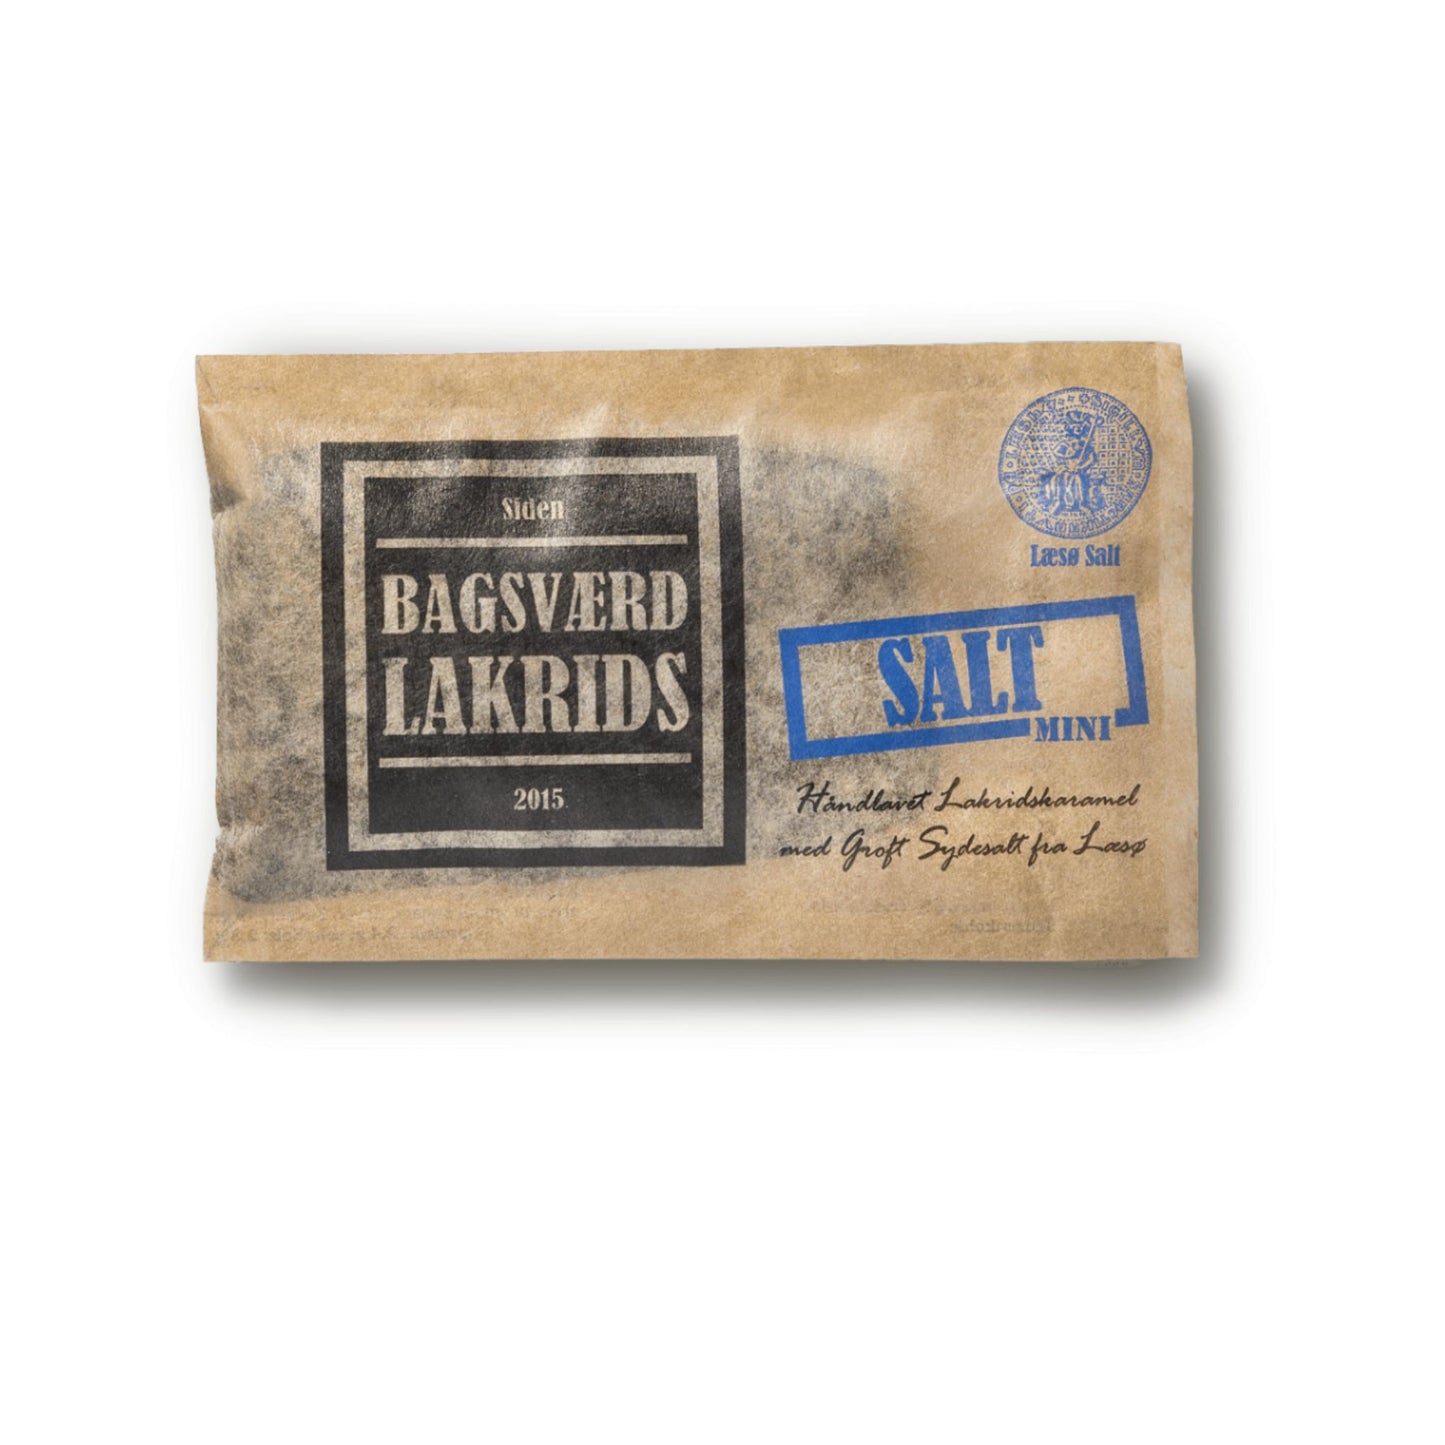 Siden
BAGSVÆRD
LAKRIDS
2015
Læsø Salt
SALT
MINI
Håndlavet Lakridskaramel
med Groft Sydesalt fra Læsø